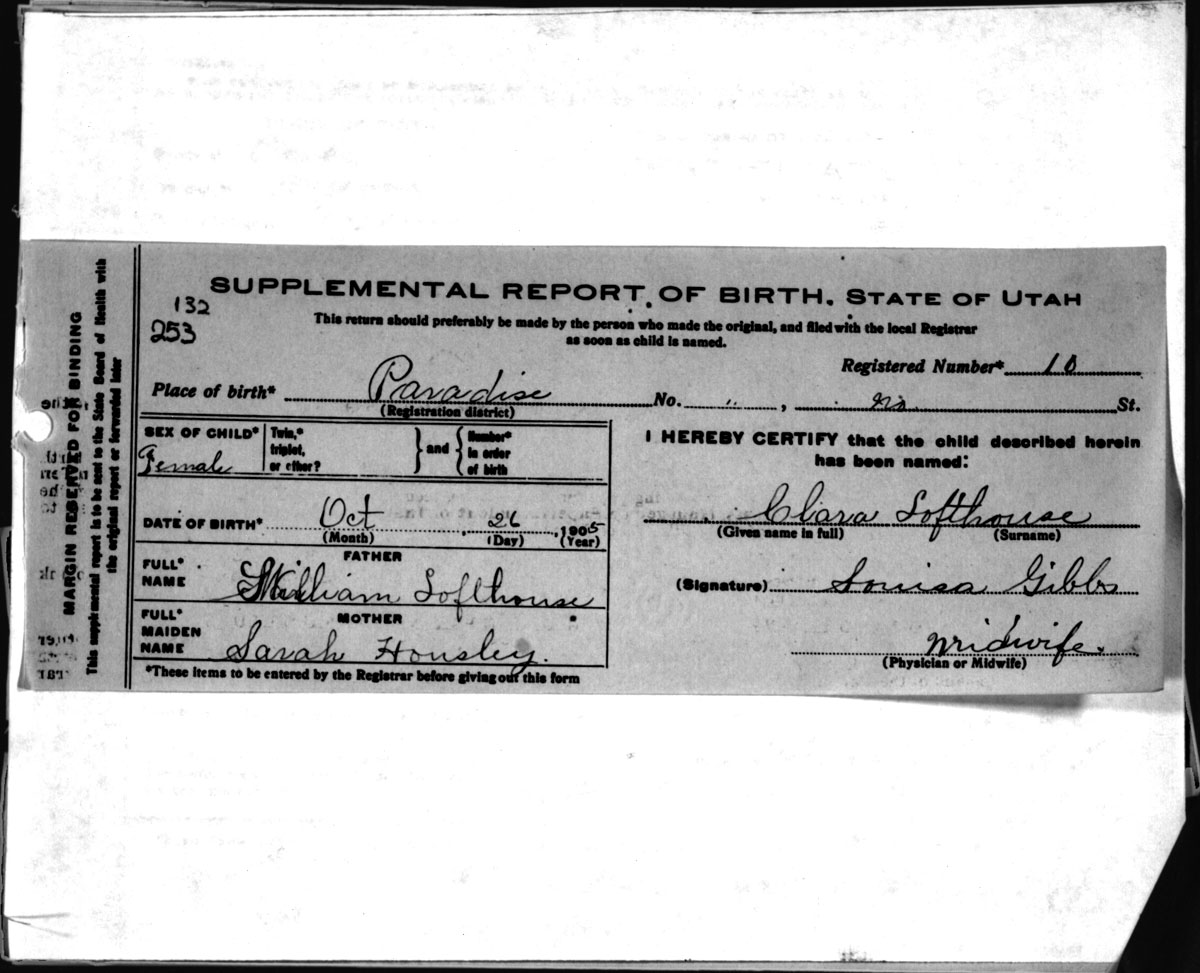 SUPPLEMENTAL REPORT OF BIRTH. STATE OF UTAH
132
253
This return should preferably be made by the person who made the original, and filed with the local Registrar
as soon as child is named.
Registered Number* 10
Place of birth* Paradise No. " , no St.
(Registration district)
SEX OF CHILD* Female
Twin,* triplet, or other?
and
Number* in order of birth
DATE OF BIRTH* Oct 26, 1905
(Month) (Day) (Year)
FATHER
FULL* NAME William Lofthouse
MOTHER
FULL* MAIDEN NAME Sarah Housley.
*These items to be entered by the Registrar before giving out this form
I HEREBY CERTIFY that the child described herein
has been named:
Clara Lofthouse
(Given name in full) (Surname)
(Signature) Louisa Gibbs
Midwife.
(Physician or Midwife)
MARGIN RESERVED FOR BINDING
This supplemental report is to be sent to the State Board of Health with
the original report or forwarded later